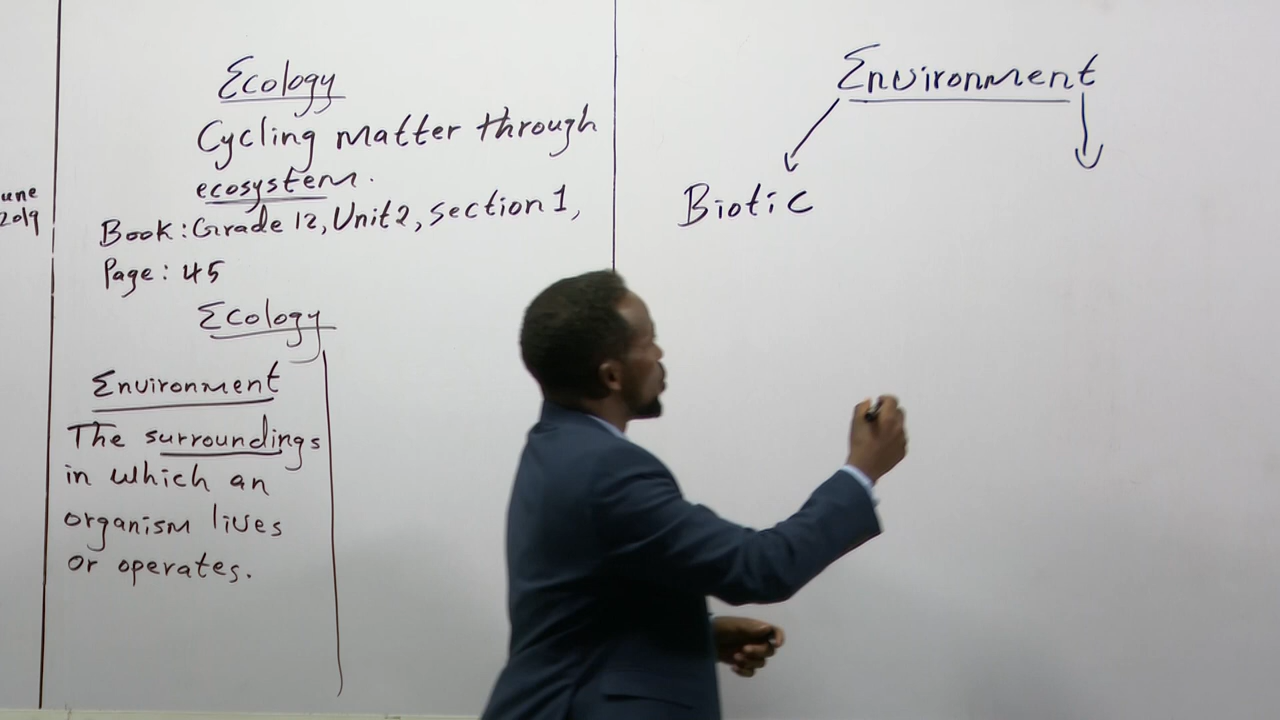 June
2019
Ecology
Cycling matter through
ecosystem.
Book: Grade 12, Unit 2, section 1,
Page: 45
Ecology
Environment
The surroundings
in which an
organism lives
or operates.
Environment
Biotic